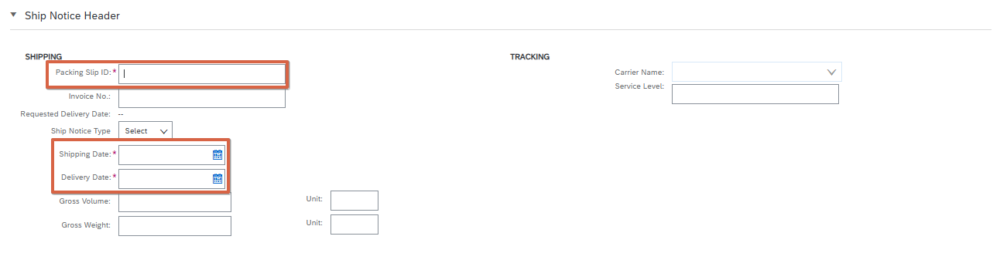 Ship Notice Header
SHIPPING
Packing Slip ID:*
Invoice No.:
Requested Delivery Date: --
Ship Notice Type Select
Shipping Date:*
Delivery Date:*
Gross Volume: Unit:
Gross Weight: Unit:
TRACKING
Carrier Name:
Service Level: